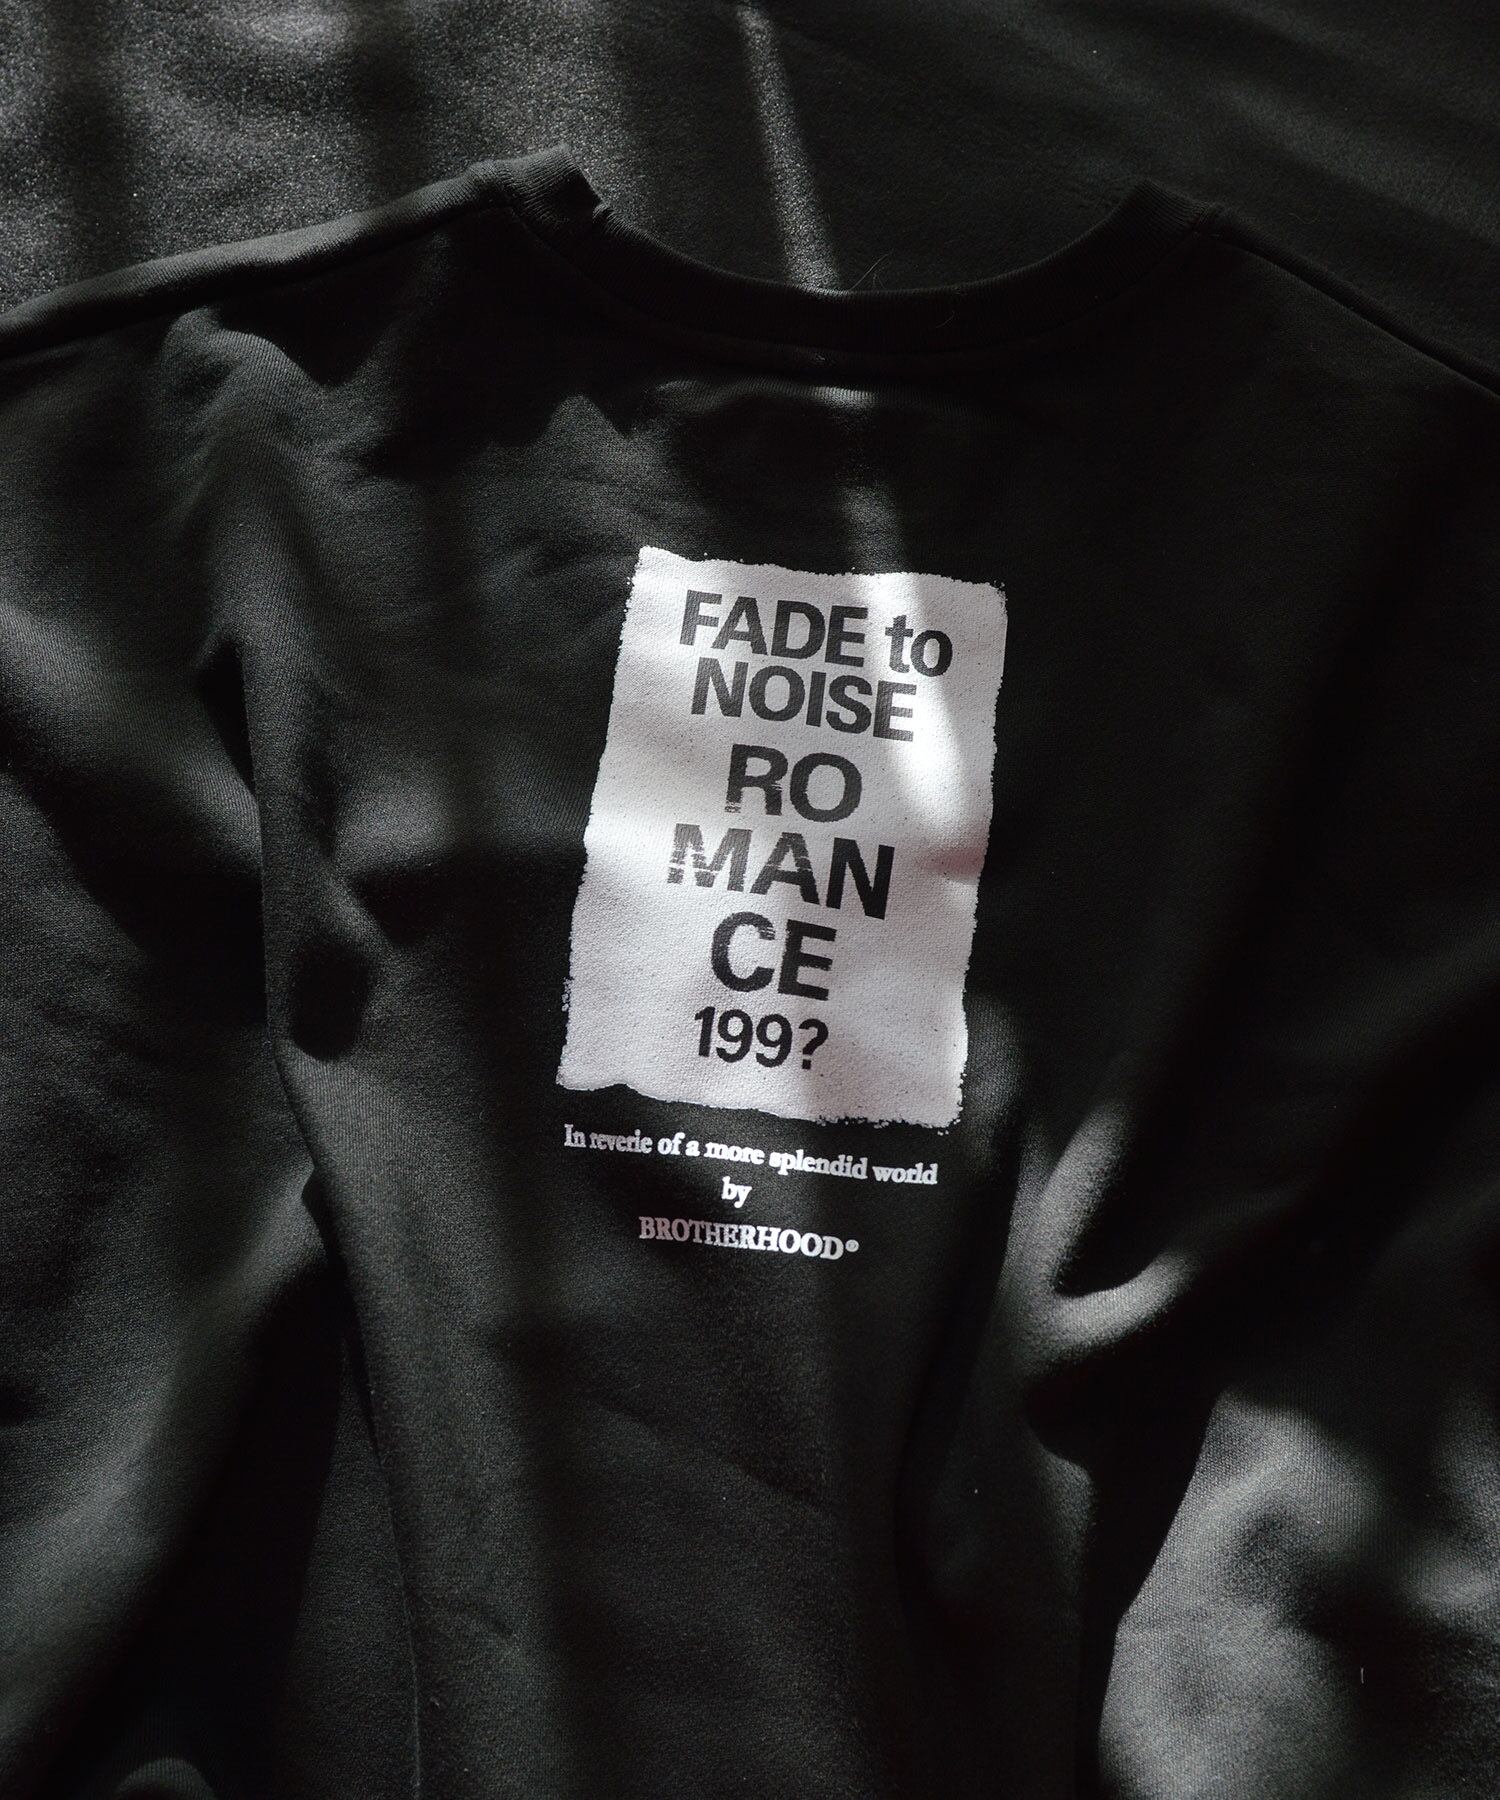 FADE to
NOISE
RO
MAN
CE
199?
In reverie of a more splendid world
by
BROTHERHOOD®